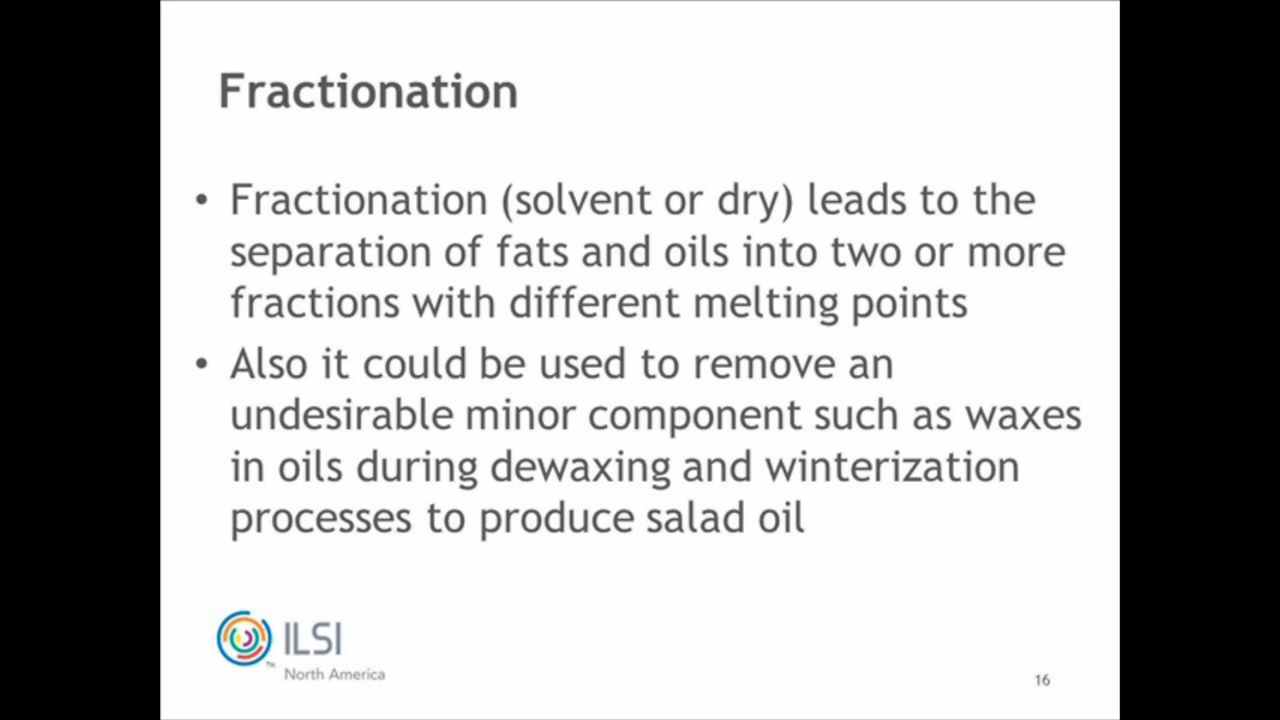 Fractionation
• Fractionation (solvent or dry) leads to the
separation of fats and oils into two or more
fractions with different melting points
• Also it could be used to remove an
undesirable minor component such as waxes
in oils during dewaxing and winterization
processes to produce salad oil
ILSI
TM
North America
16